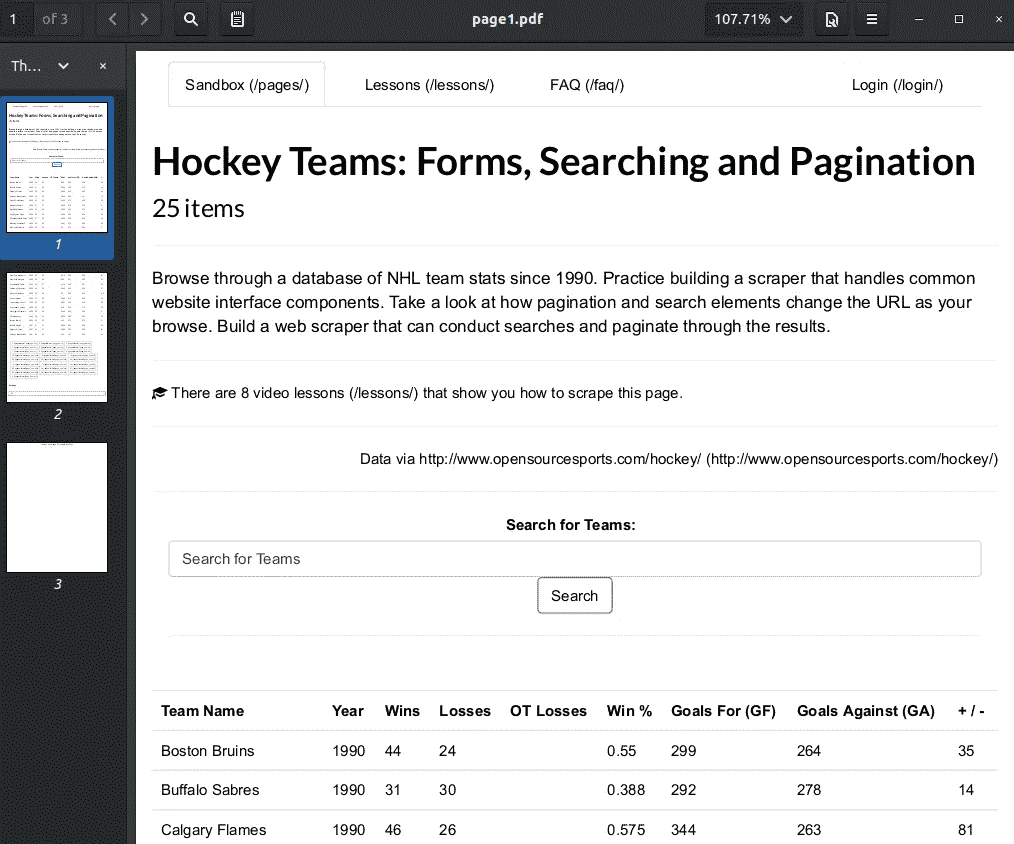 1 of 3 page1.pdf 107.71%
Th...
1
2
3
Sandbox (/pages/) Lessons (/lessons/) FAQ (/faq/) Login (/login/)
Hockey Teams: Forms, Searching and Pagination
25 items
Browse through a database of NHL team stats since 1990. Practice building a scraper that handles common
website interface components. Take a look at how pagination and search elements change the URL as your
browse. Build a web scraper that can conduct searches and paginate through the results.
There are 8 video lessons (/lessons/) that show you how to scrape this page.
Data via http://www.opensourcesports.com/hockey/ (http://www.opensourcesports.com/hockey/)
Search for Teams:
Search for Teams
Search
Team Name Year Wins Losses OT Losses Win % Goals For (GF) Goals Against (GA) + / -
Boston Bruins 1990 44 24 0.55 299 264 35
Buffalo Sabres 1990 31 30 0.388 292 278 14
Calgary Flames 1990 46 26 0.575 344 263 81